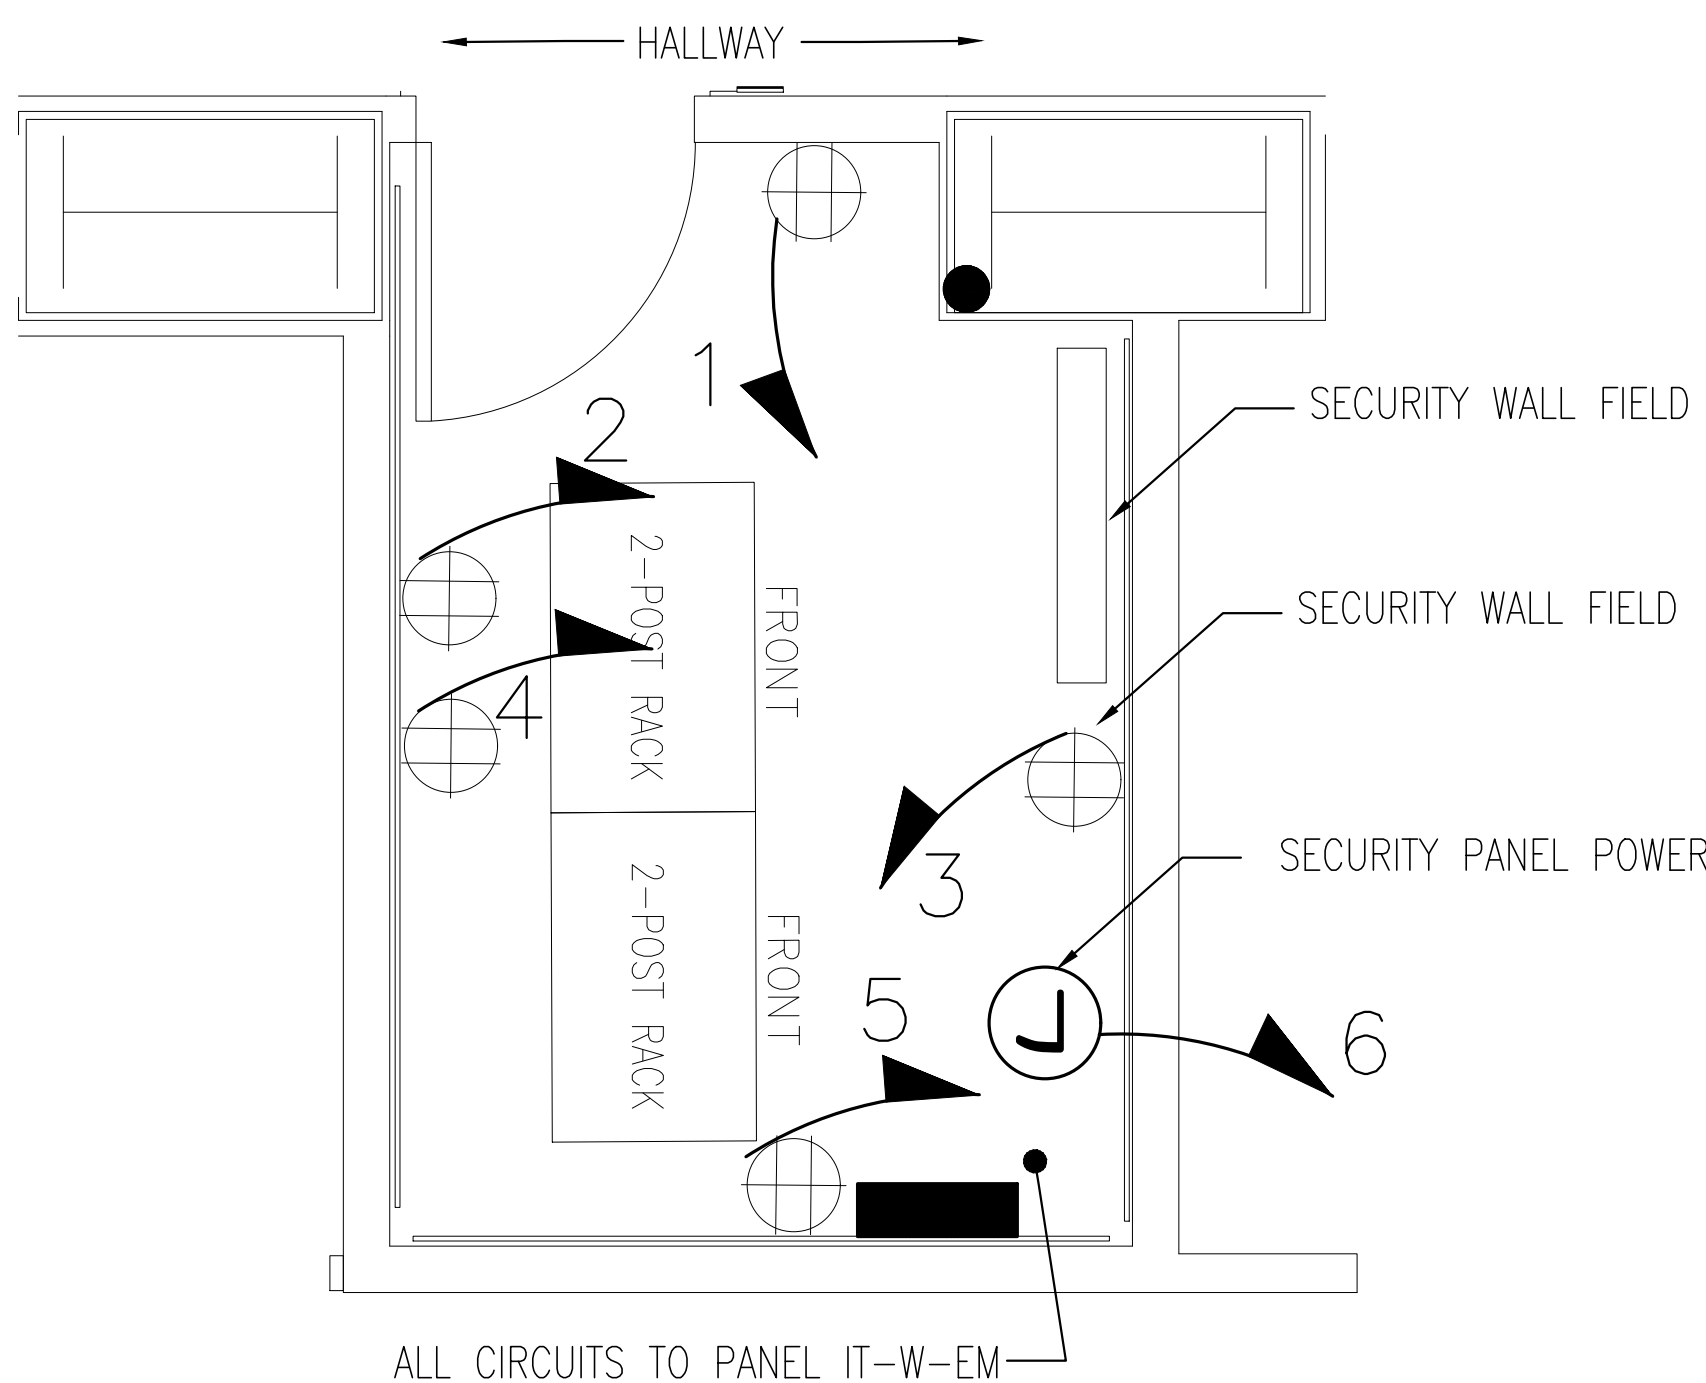 HALLWAY
1
2
SECURITY WALL FIELD
2-POST RACK
FRONT
SECURITY WALL FIELD
4
3
SECURITY PANEL POWER
2-POST RACK
FRONT
5
J
6
ALL CIRCUITS TO PANEL IT-W-EM